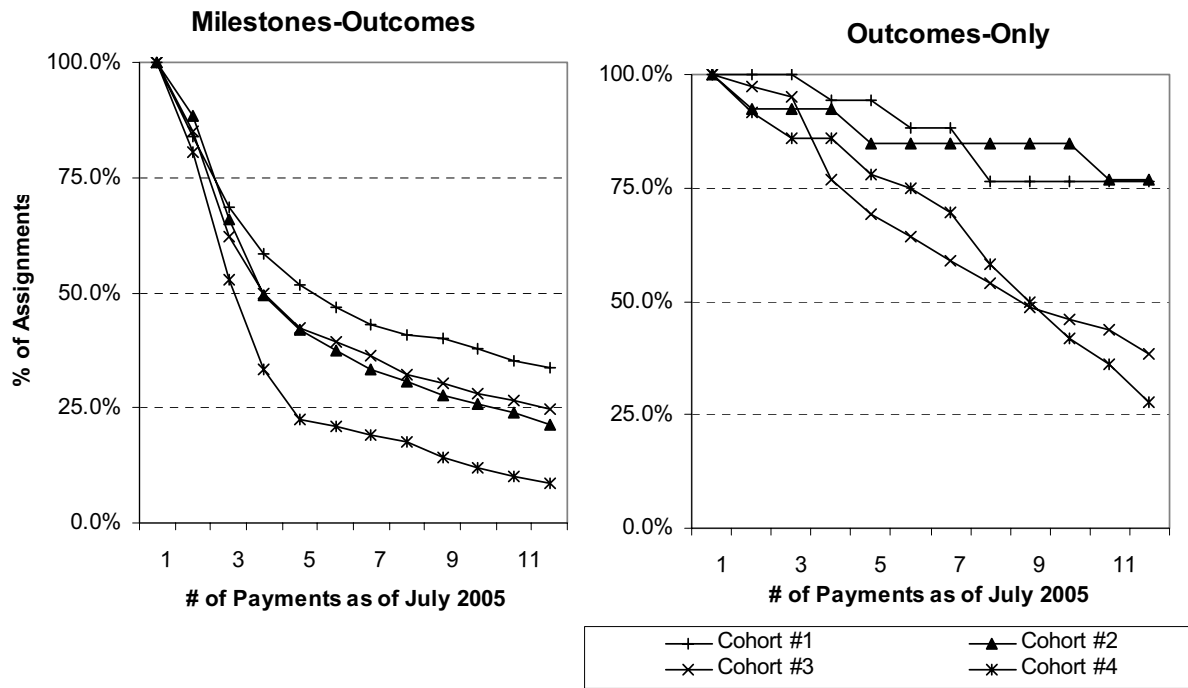 Milestones-Outcomes
100.0%
75.0%
50.0%
25.0%
0.0%
% of Assignments
1 3 5 7 9 11
# of Payments as of July 2005
Outcomes-Only
100.0%
75.0%
50.0%
25.0%
0.0%
1 3 5 7 9 11
# of Payments as of July 2005
Cohort #1 Cohort #2
Cohort #3 Cohort #4